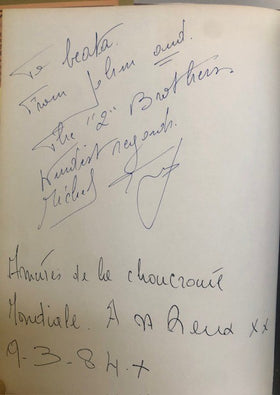 To beata.
From John and.
The "2" Brothers.
Kindest regards.
Michel
Amitiés de la choucroute
Mondiale. A
9-3-84.x